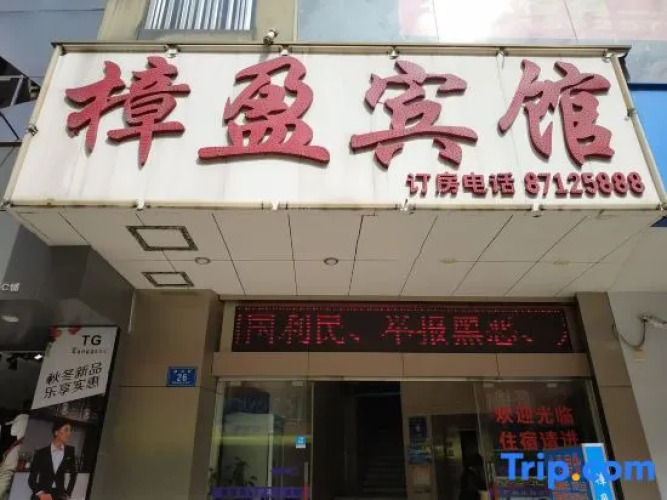 樟盈宾馆
订房电话 87125888
国利民、举报黑恶、
TG
秋冬新品
乐享实惠
26
欢迎光临
住宿请进
Trip.com